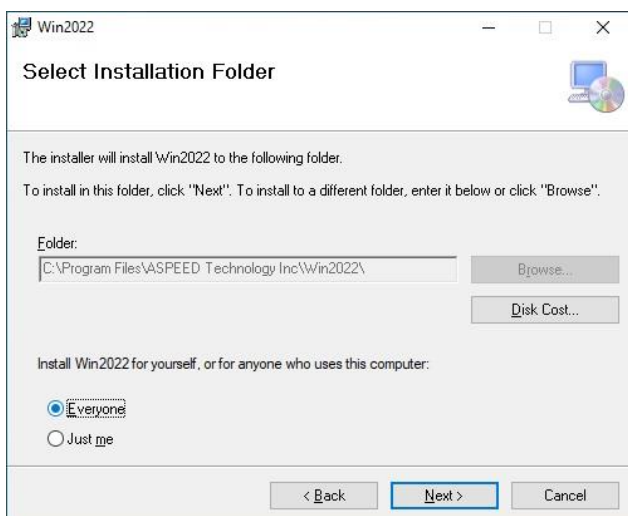 Win2022
Select Installation Folder
The installer will install Win2022 to the following folder.
To install in this folder, click "Next". To install to a different folder, enter it below or click "Browse".
Folder:
C:\Program Files\ASPEED Technology Inc\Win2022\
Browse...
Disk Cost...
Install Win2022 for yourself, or for anyone who uses this computer:
Everyone
Just me
< Back
Next >
Cancel